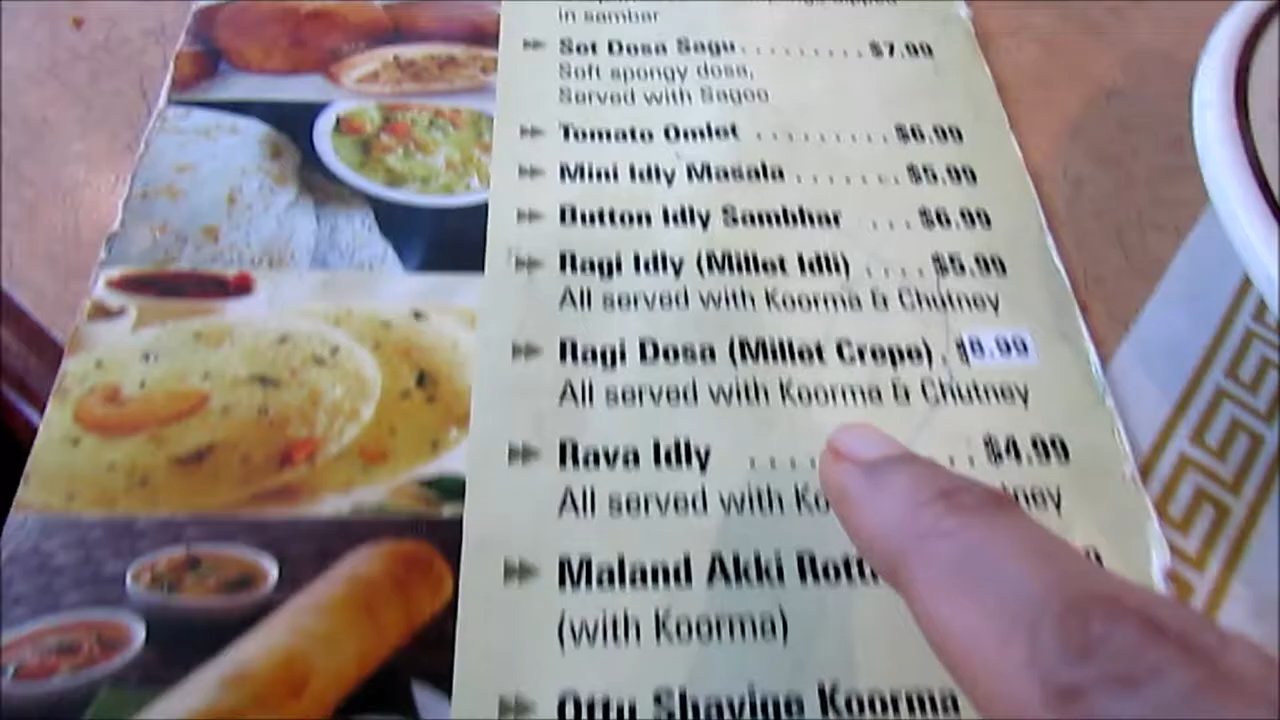 in sambar
Set Dosa Sagu.........$7.99
Soft spongy dosa,
Served with Sagoo
Tomato Omlet ..........$6.99
Mini Idly Masala .......$5.99
Button Idly Sambhar ...$6.99
Ragi Idly (Millet Idli) ....$5.99
All served with Koorma & Chutney
Ragi Dosa (Millet Crepe).$8.99
All served with Koorma & Chutney
Rava Idly .... ..$4.99
All served with
Maland Akki
(with Koorma)
Ottu Shavige Koorma